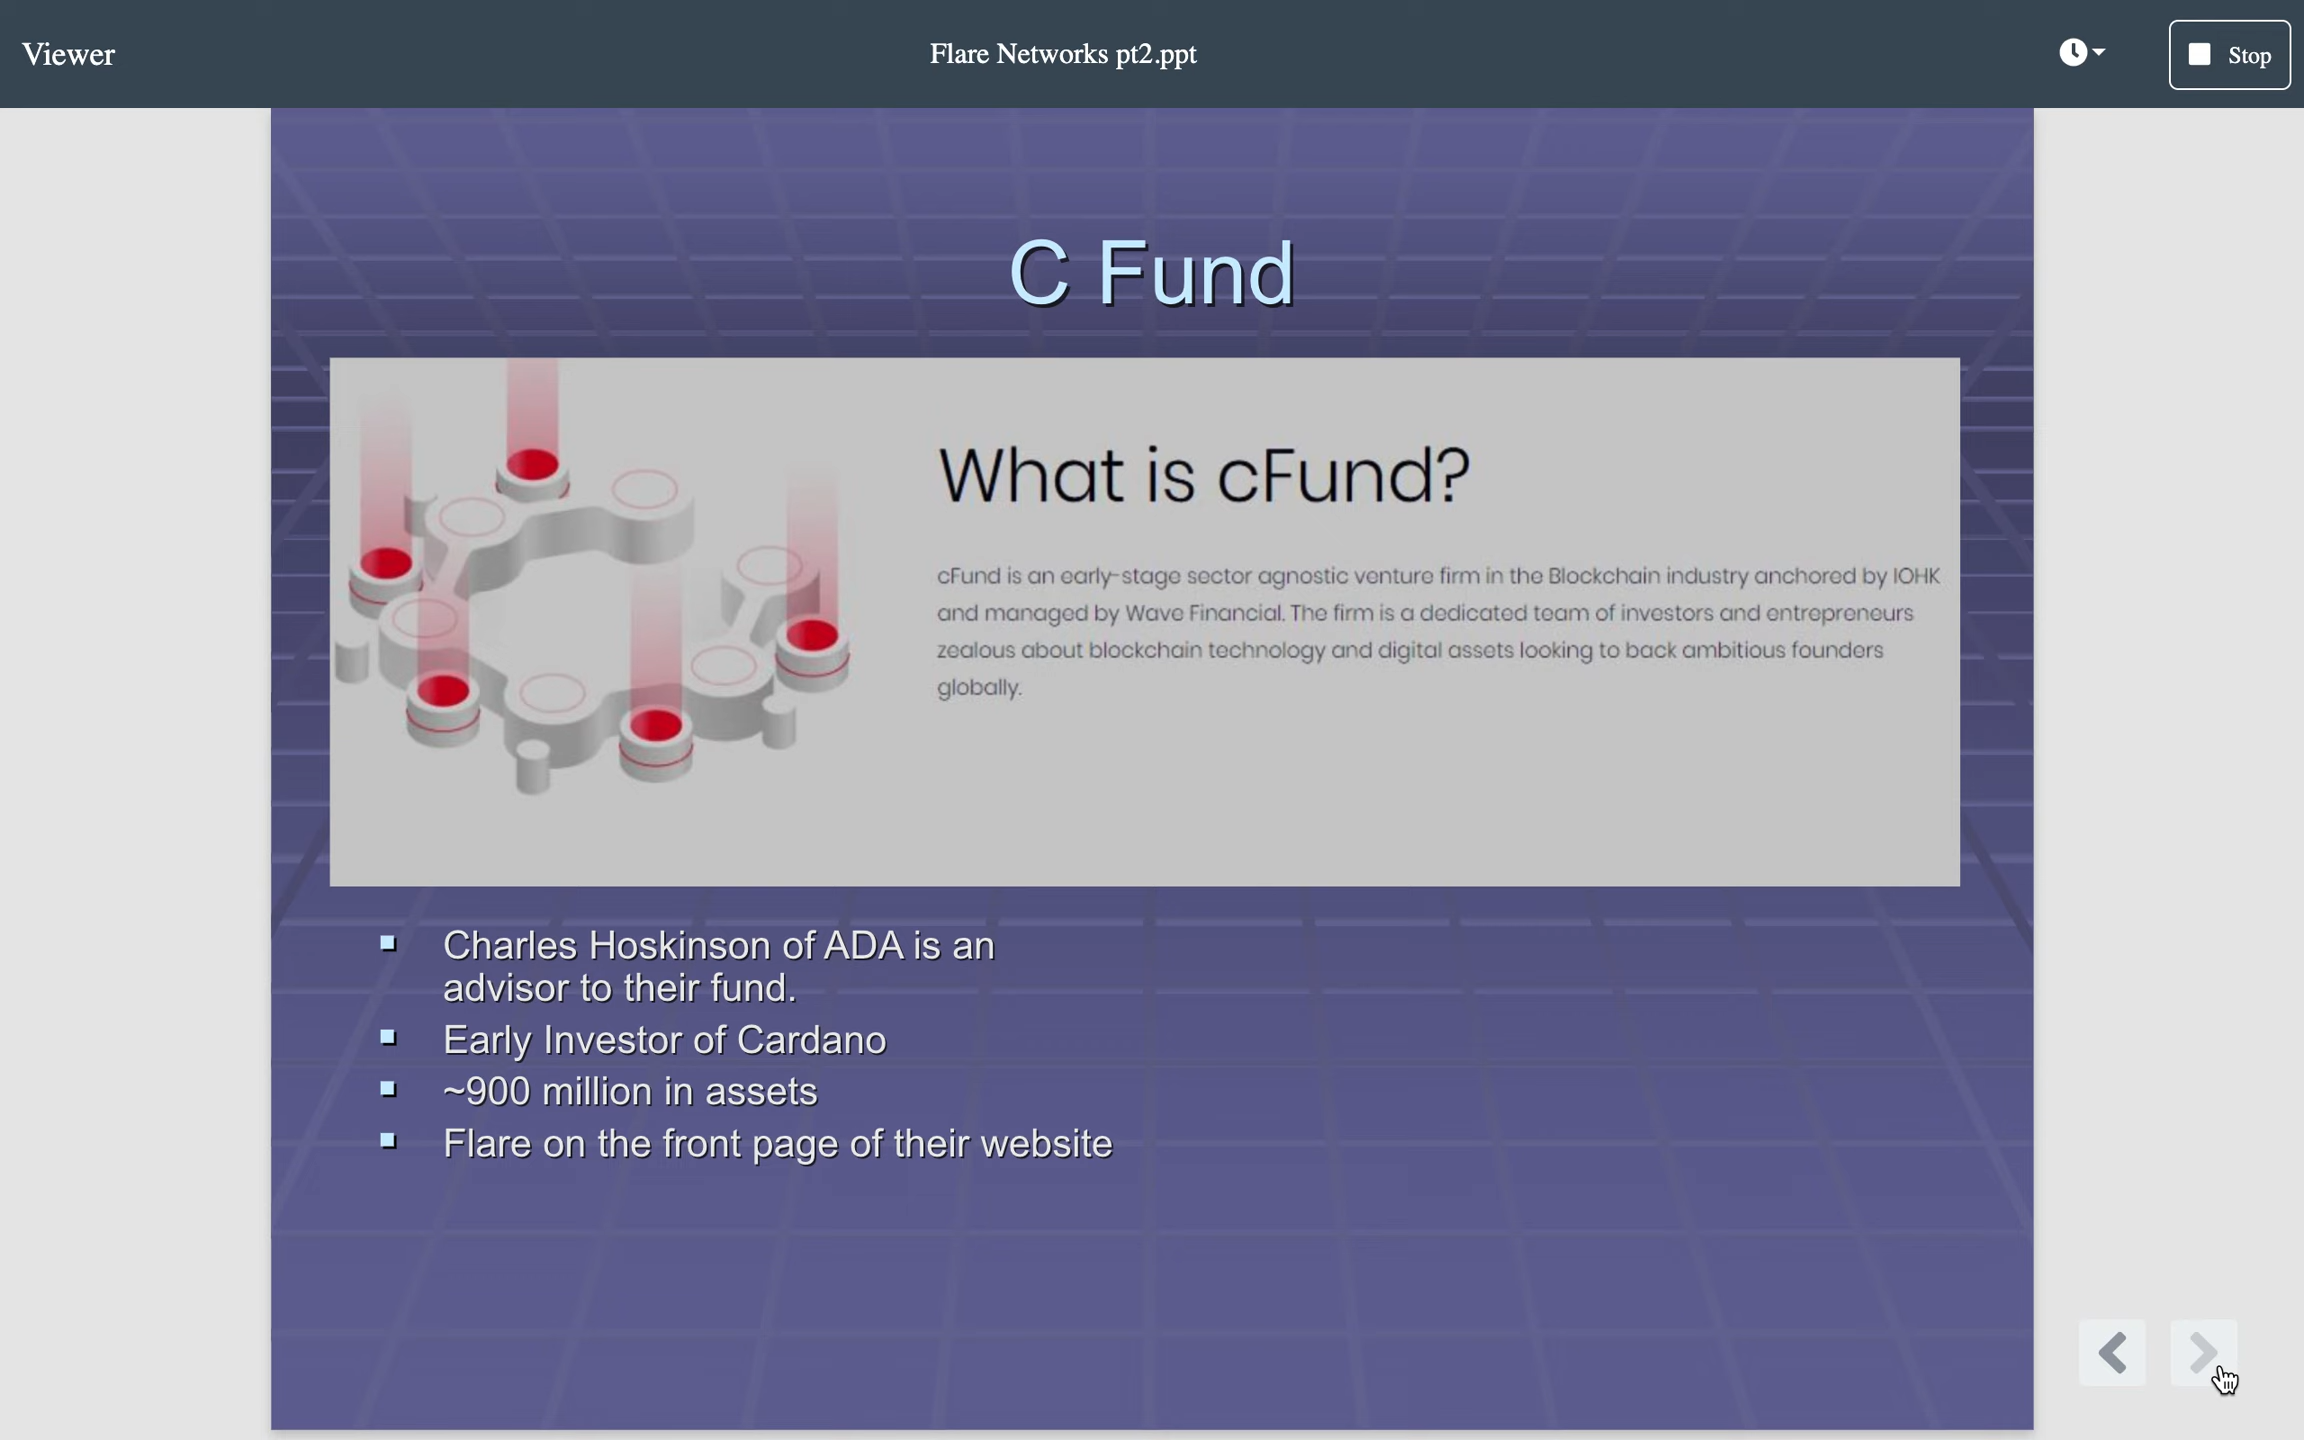 Viewer
Flare Networks pt2.ppt
Stop
C Fund
What is cFund?
cFund is an early-stage sector agnostic venture firm in the Blockchain industry anchored by IOHK
and managed by Wave Financial. The firm is a dedicated team of investors and entrepreneurs
zealous about blockchain technology and digital assets looking to back ambitious founders
globally.
Charles Hoskinson of ADA is an
advisor to their fund.
Early Investor of Cardano
~900 million in assets
Flare on the front page of their website